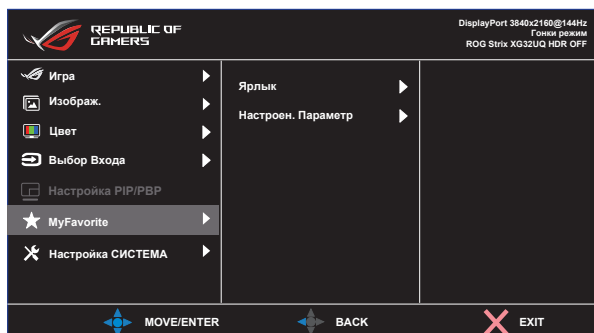 REPUBLIC OF
GAMERS
DisplayPort 3840x2160@144Hz
Гонки режим
ROG Strix XG32UQ HDR OFF
Игра
Изображ.
Цвет
Выбор Входа
Настройка PIP/PBP
MyFavorite
Настройка СИСТЕМА
Ярлык
Настроен. Параметр
MOVE/ENTER
BACK
EXIT